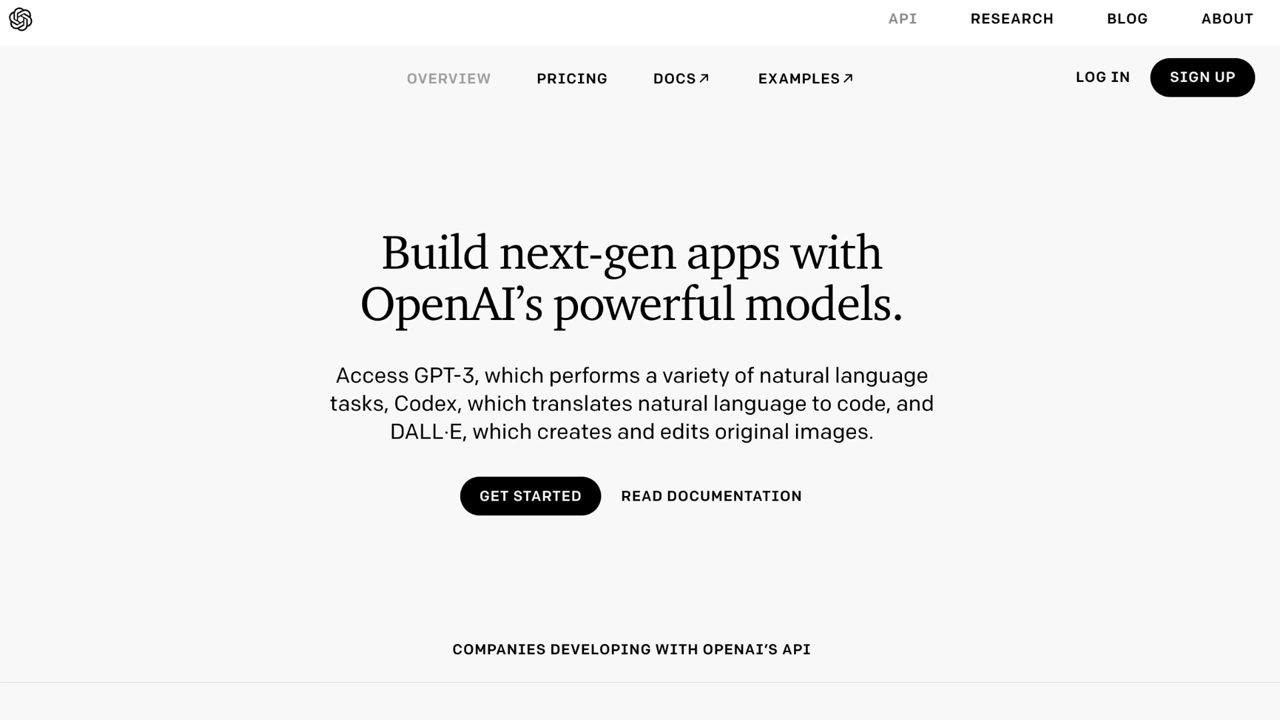 API RESEARCH BLOG ABOUT
OVERVIEW PRICING DOCS↗ EXAMPLES↗ LOG IN SIGN UP
Build next-gen apps with
OpenAI’s powerful models.
Access GPT-3, which performs a variety of natural language
tasks, Codex, which translates natural language to code, and
DALL·E, which creates and edits original images.
GET STARTED READ DOCUMENTATION
COMPANIES DEVELOPING WITH OPENAI’S API